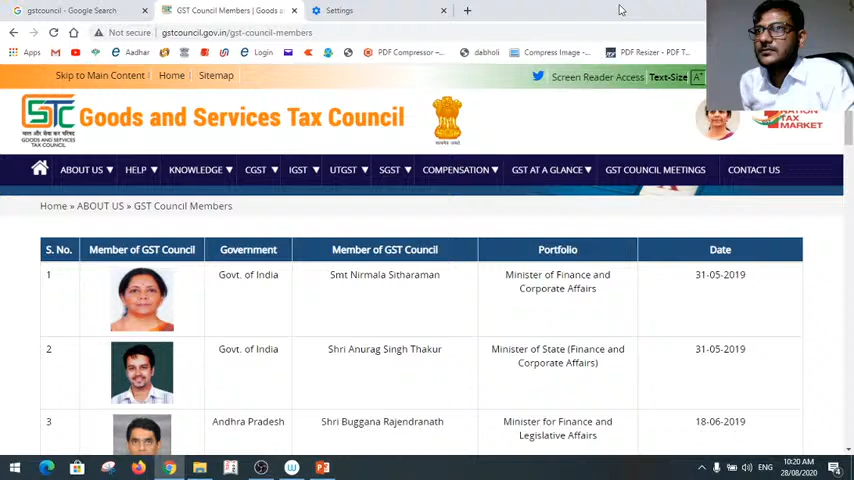 gstcouncil - Google Search
GST Council Members | Goods a
Settings
Not secure
gstcouncil.gov.in/gst-council-members
Apps
Aadhar
Login
PDF Compressor –...
dabholi
Compress Image -...
PDF Resizer - PDF T...
Skip to Main Content
Home
Sitemap
Screen Reader Access
Text-Size
A
GOODS AND SERVICES
TAX COUNCIL
Goods and Services Tax Council
NATION
TAX
MARKET
ABOUT US
HELP
KNOWLEDGE
CGST
IGST
UTGST
SGST
COMPENSATION
GST AT A GLANCE
GST COUNCIL MEETINGS
CONTACT US
Home » ABOUT US » GST Council Members
S. No. Member of GST Council Government Member of GST Council Portfolio Date
1 Govt. of India Smt Nirmala Sitharaman Minister of Finance and 31-05-2019
Corporate Affairs
2 Govt. of India Shri Anurag Singh Thakur Minister of State (Finance and 31-05-2019
Corporate Affairs)
3 Andhra Pradesh Shri Buggana Rajendranath Minister for Finance and 18-06-2019
Legislative Affairs
ENG
10:20 AM
28/08/2020